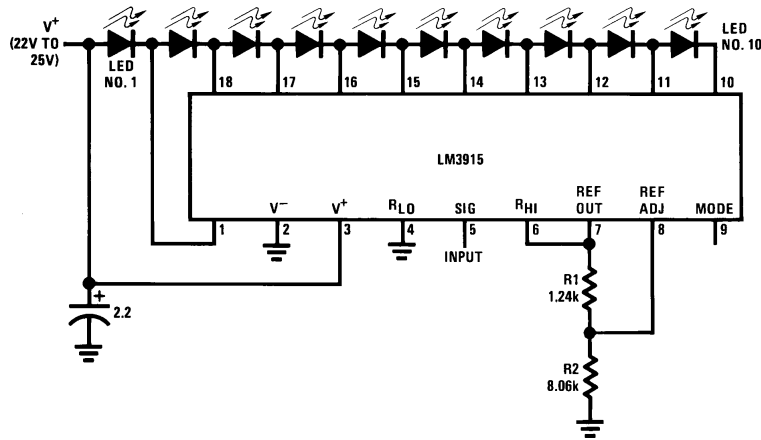 V+
(22V TO
25V)
LED
NO. 1
LED
NO. 10
18 17 16 15 14 13 12 11 10
LM3915
V− V+ RLO SIG RHI REF OUT REF ADJ MODE
1 2 3 4 5 6 7 8 9
INPUT
+
2.2
R1
1.24k
R2
8.06k